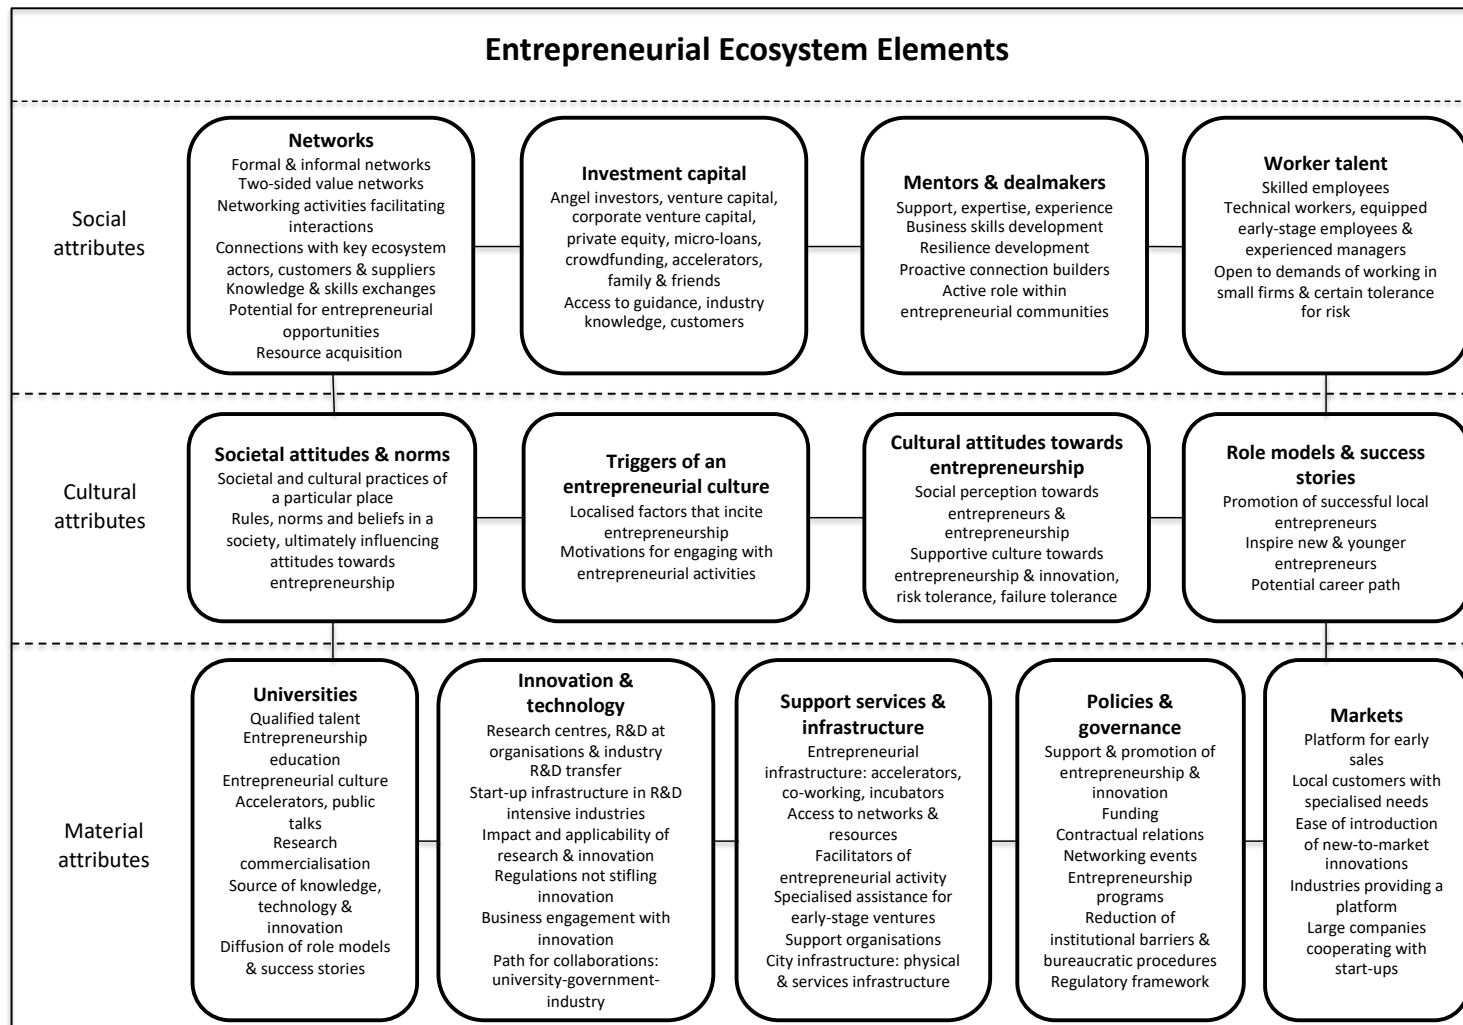 Entrepreneurial Ecosystem Elements
Social
attributes
Networks
Formal & informal networks
Two-sided value networks
Networking activities facilitating
interactions
Connections with key ecosystem
actors, customers & suppliers
Knowledge & skills exchanges
Potential for entrepreneurial
opportunities
Resource acquisition
Investment capital
Angel investors, venture capital,
corporate venture capital,
private equity, micro-loans,
crowdfunding, accelerators,
family & friends
Access to guidance, industry
knowledge, customers
Mentors & dealmakers
Support, expertise, experience
Business skills development
Resilience development
Proactive connection builders
Active role within
entrepreneurial communities
Worker talent
Skilled employees
Technical workers, equipped
early-stage employees &
experienced managers
Open to demands of working in
small firms & certain tolerance
for risk
Cultural
attributes
Societal attitudes & norms
Societal and cultural practices of
a particular place
Rules, norms and beliefs in a
society, ultimately influencing
attitudes towards
entrepreneurship
Triggers of an
entrepreneurial culture
Localised factors that incite
entrepreneurship
Motivations for engaging with
entrepreneurial activities
Cultural attitudes towards
entrepreneurship
Social perception towards
entrepreneurs &
entrepreneurship
Supportive culture towards
entrepreneurship & innovation,
risk tolerance, failure tolerance
Role models & success
stories
Promotion of successful local
entrepreneurs
Inspire new & younger
entrepreneurs
Potential career path
Material
attributes
Universities
Qualified talent
Entrepreneurship
education
Entrepreneurial culture
Accelerators, public
talks
Research
commercialisation
Source of knowledge,
technology &
innovation
Diffusion of role models
& success stories
Innovation &
technology
Research centres, R&D at
organisations & industry
R&D transfer
Start-up infrastructure in R&D
intensive industries
Impact and applicability of
research & innovation
Regulations not stifling
innovation
Business engagement with
innovation
Path for collaborations:
university-government-
industry
Support services &
infrastructure
Entrepreneurial
infrastructure: accelerators,
co-working, incubators
Access to networks &
resources
Facilitators of
entrepreneurial activity
Specialised assistance for
early-stage ventures
Support organisations
City infrastructure: physical
& services infrastructure
Policies &
governance
Support & promotion of
entrepreneurship &
innovation
Funding
Contractual relations
Networking events
Entrepreneurship
programs
Reduction of
institutional barriers &
bureaucratic procedures
Regulatory framework
Markets
Platform for early
sales
Local customers with
specialised needs
Ease of introduction
of new-to-market
innovations
Industries providing a
platform
Large companies
cooperating with
start-ups